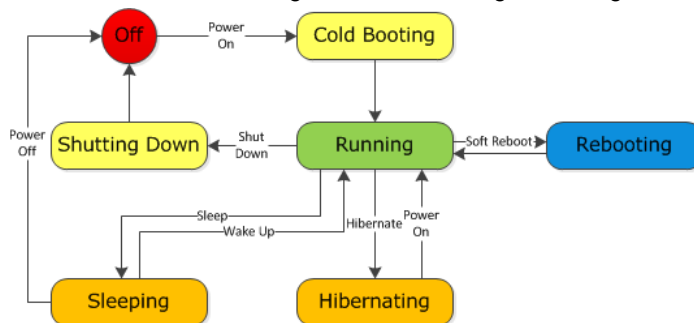 Off
Power
On
Cold Booting
Power
Off
Shutting Down
Shut
Down
Running
Soft Reboot
Rebooting
Sleep
Wake Up
Hibernate
Power
On
Sleeping
Hibernating